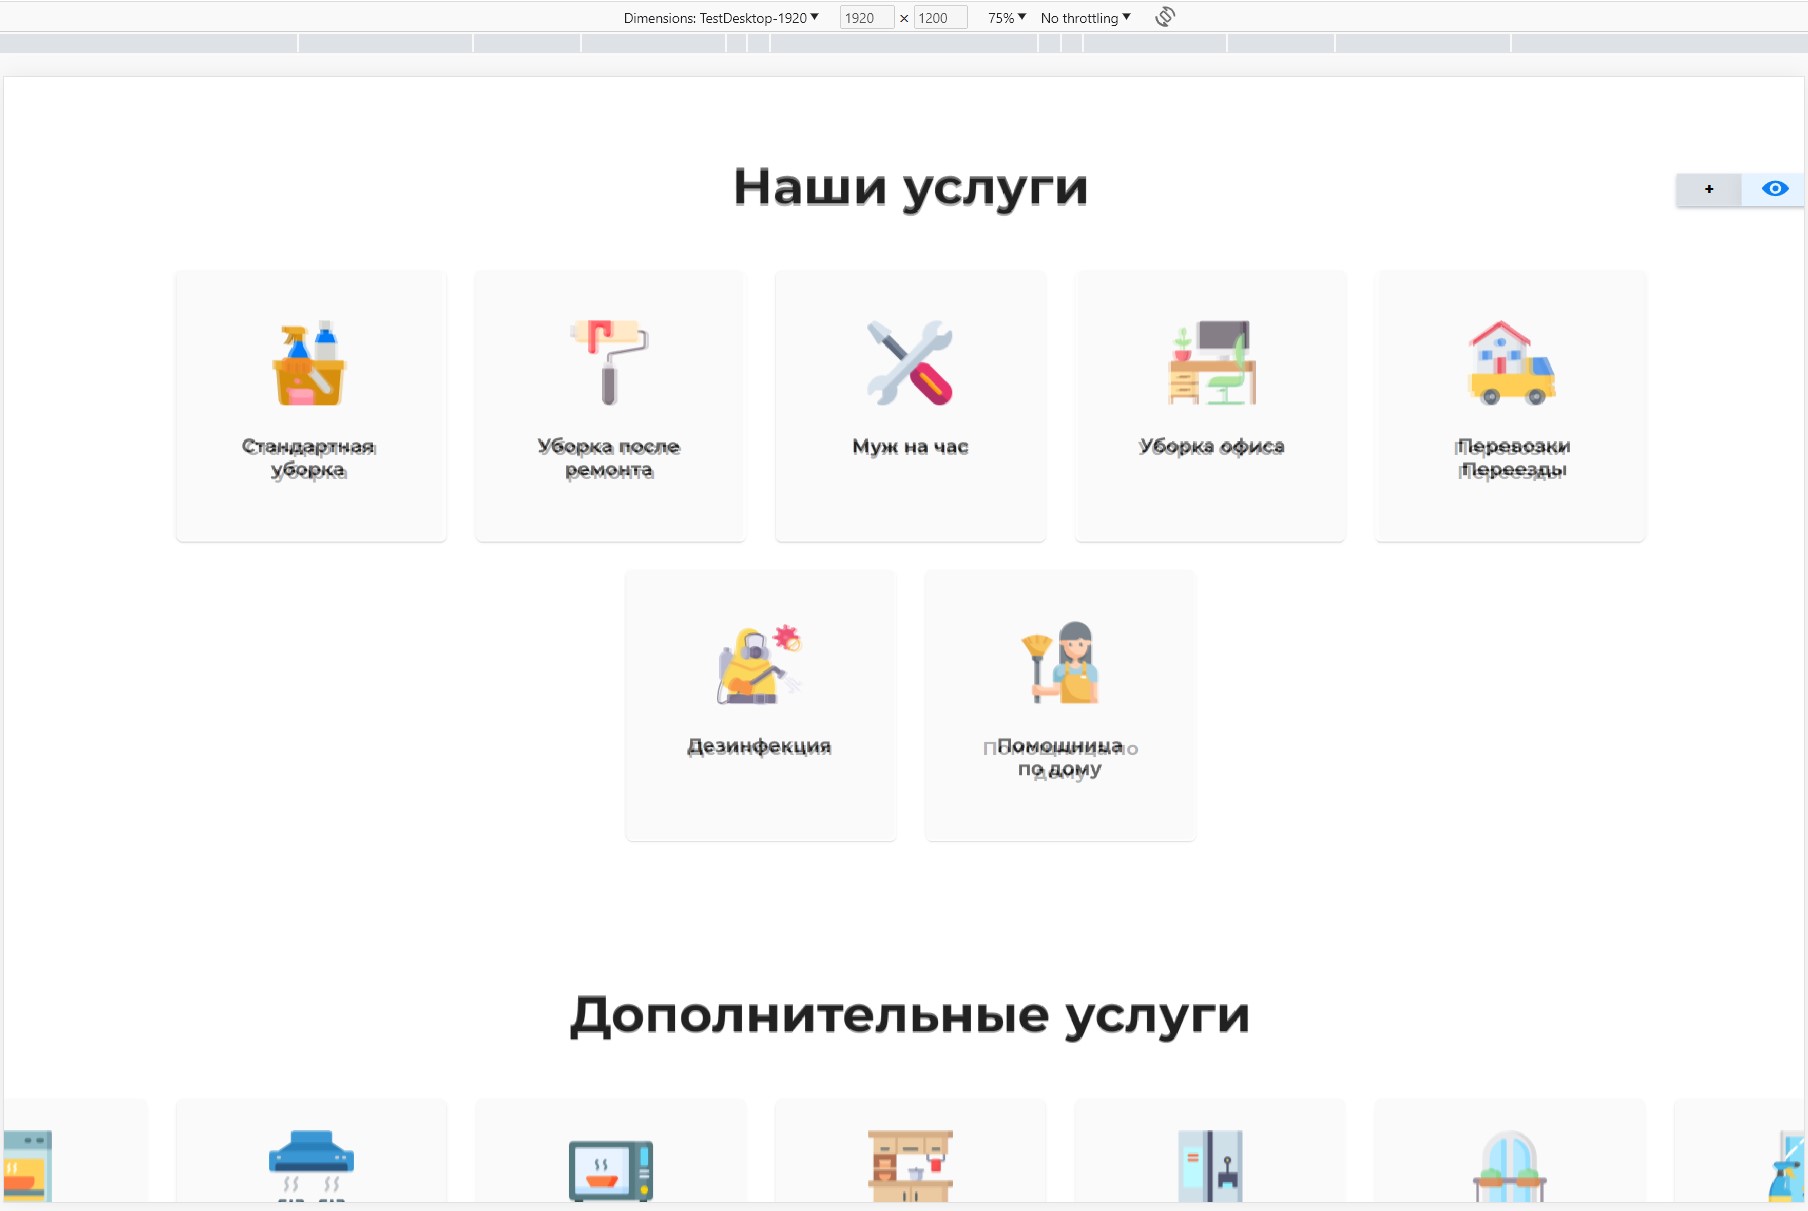 Dimensions: TestDesktop-1920 ▼ 1920 × 1200 75% ▼ No throttling ▼
Наши услуги
+
Стандартная
уборка
Уборка после
ремонта
Муж на час
Уборка офиса
Перевозки
Переезды
Дезинфекция
Помощница
по дому
Дополнительные услуги